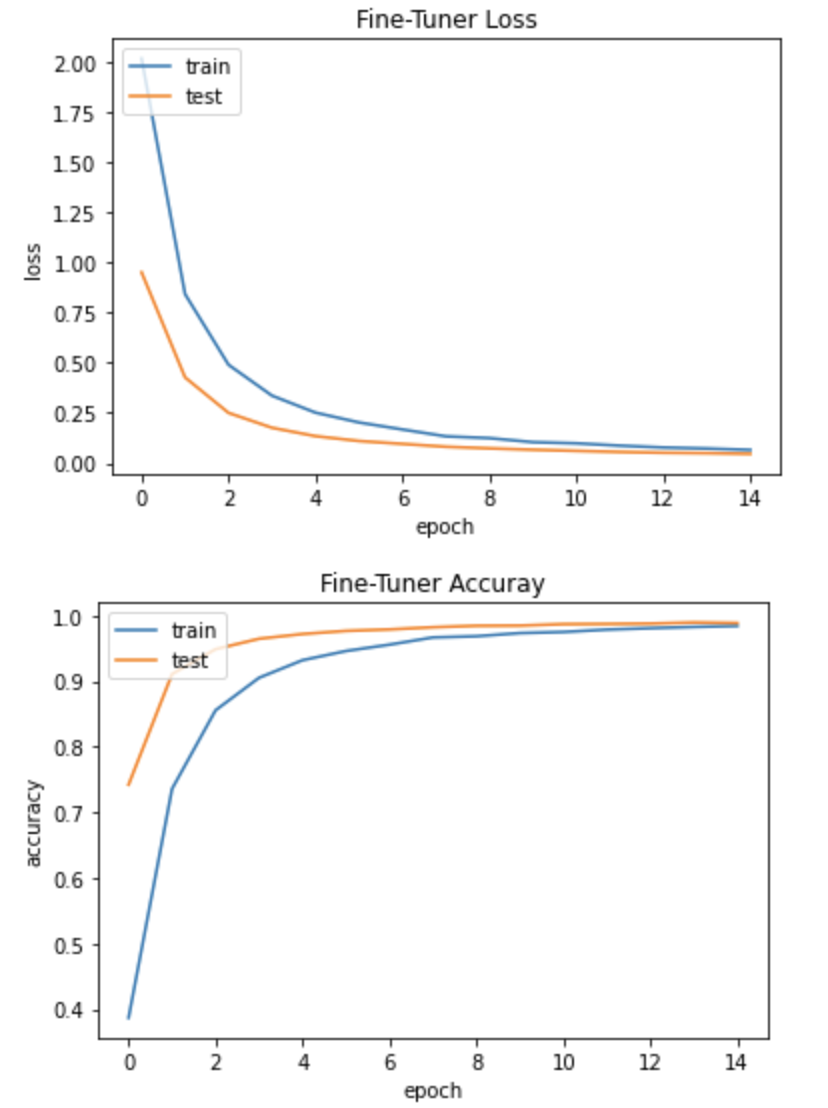 Fine-Tuner Loss
train
test
loss
2.00
1.75
1.50
1.25
1.00
0.75
0.50
0.25
0.00
0 2 4 6 8 10 12 14
epoch
Fine-Tuner Accuray
train
test
accuracy
1.0
0.9
0.8
0.7
0.6
0.5
0.4
0 2 4 6 8 10 12 14
epoch